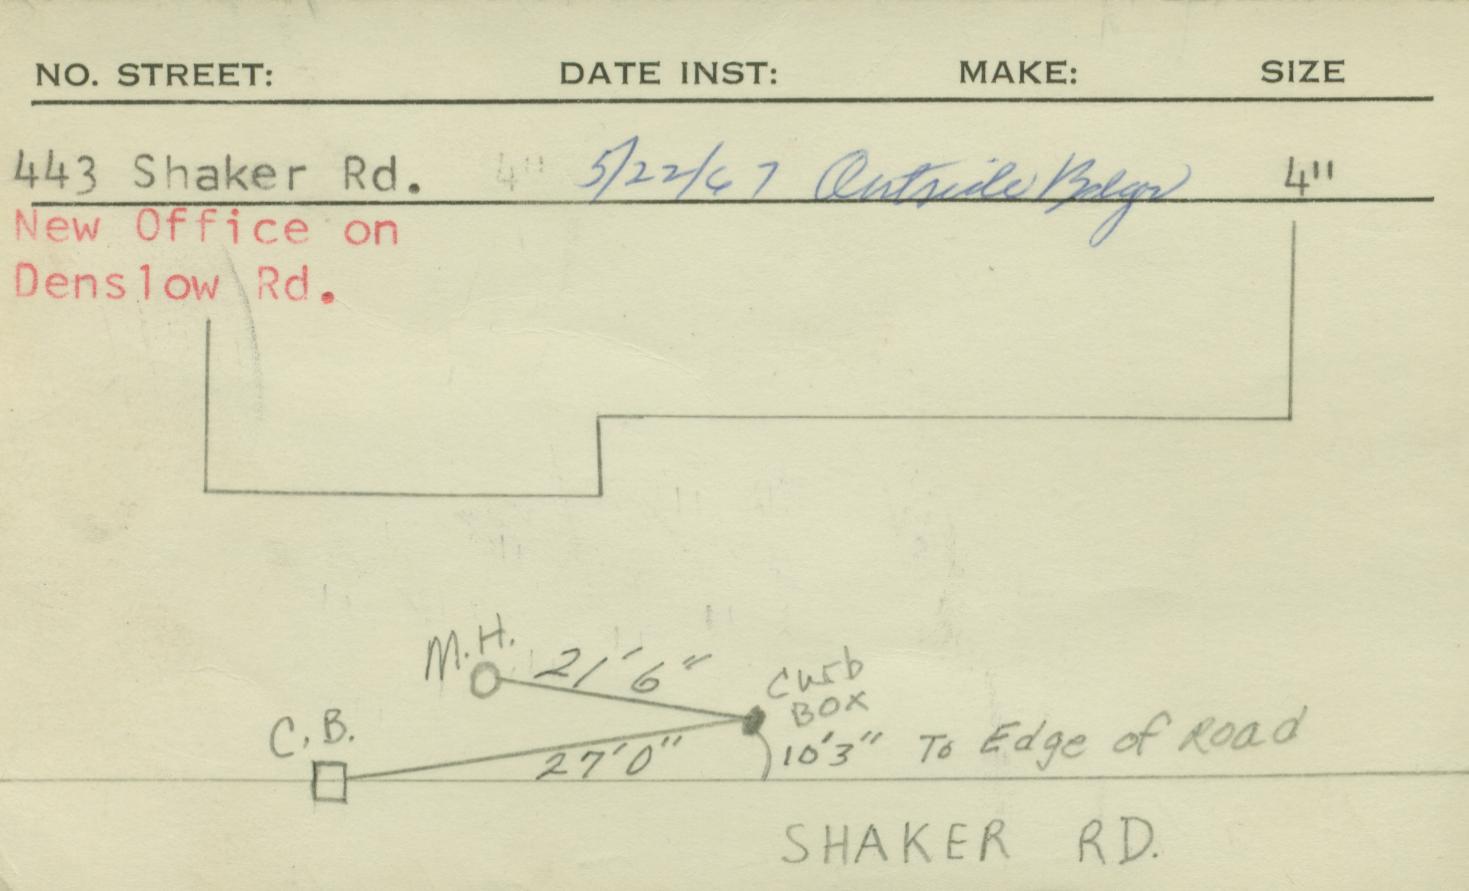 NO. STREET: DATE INST: MAKE: SIZE
443 Shaker Rd. 4" 5/22/67 Outside Bdgs 4"
New Office on
Denslow Rd.
M.H. 21'6" Curb
BOX
C.B. 27'0" 10'3" To Edge of Road
SHAKER RD.